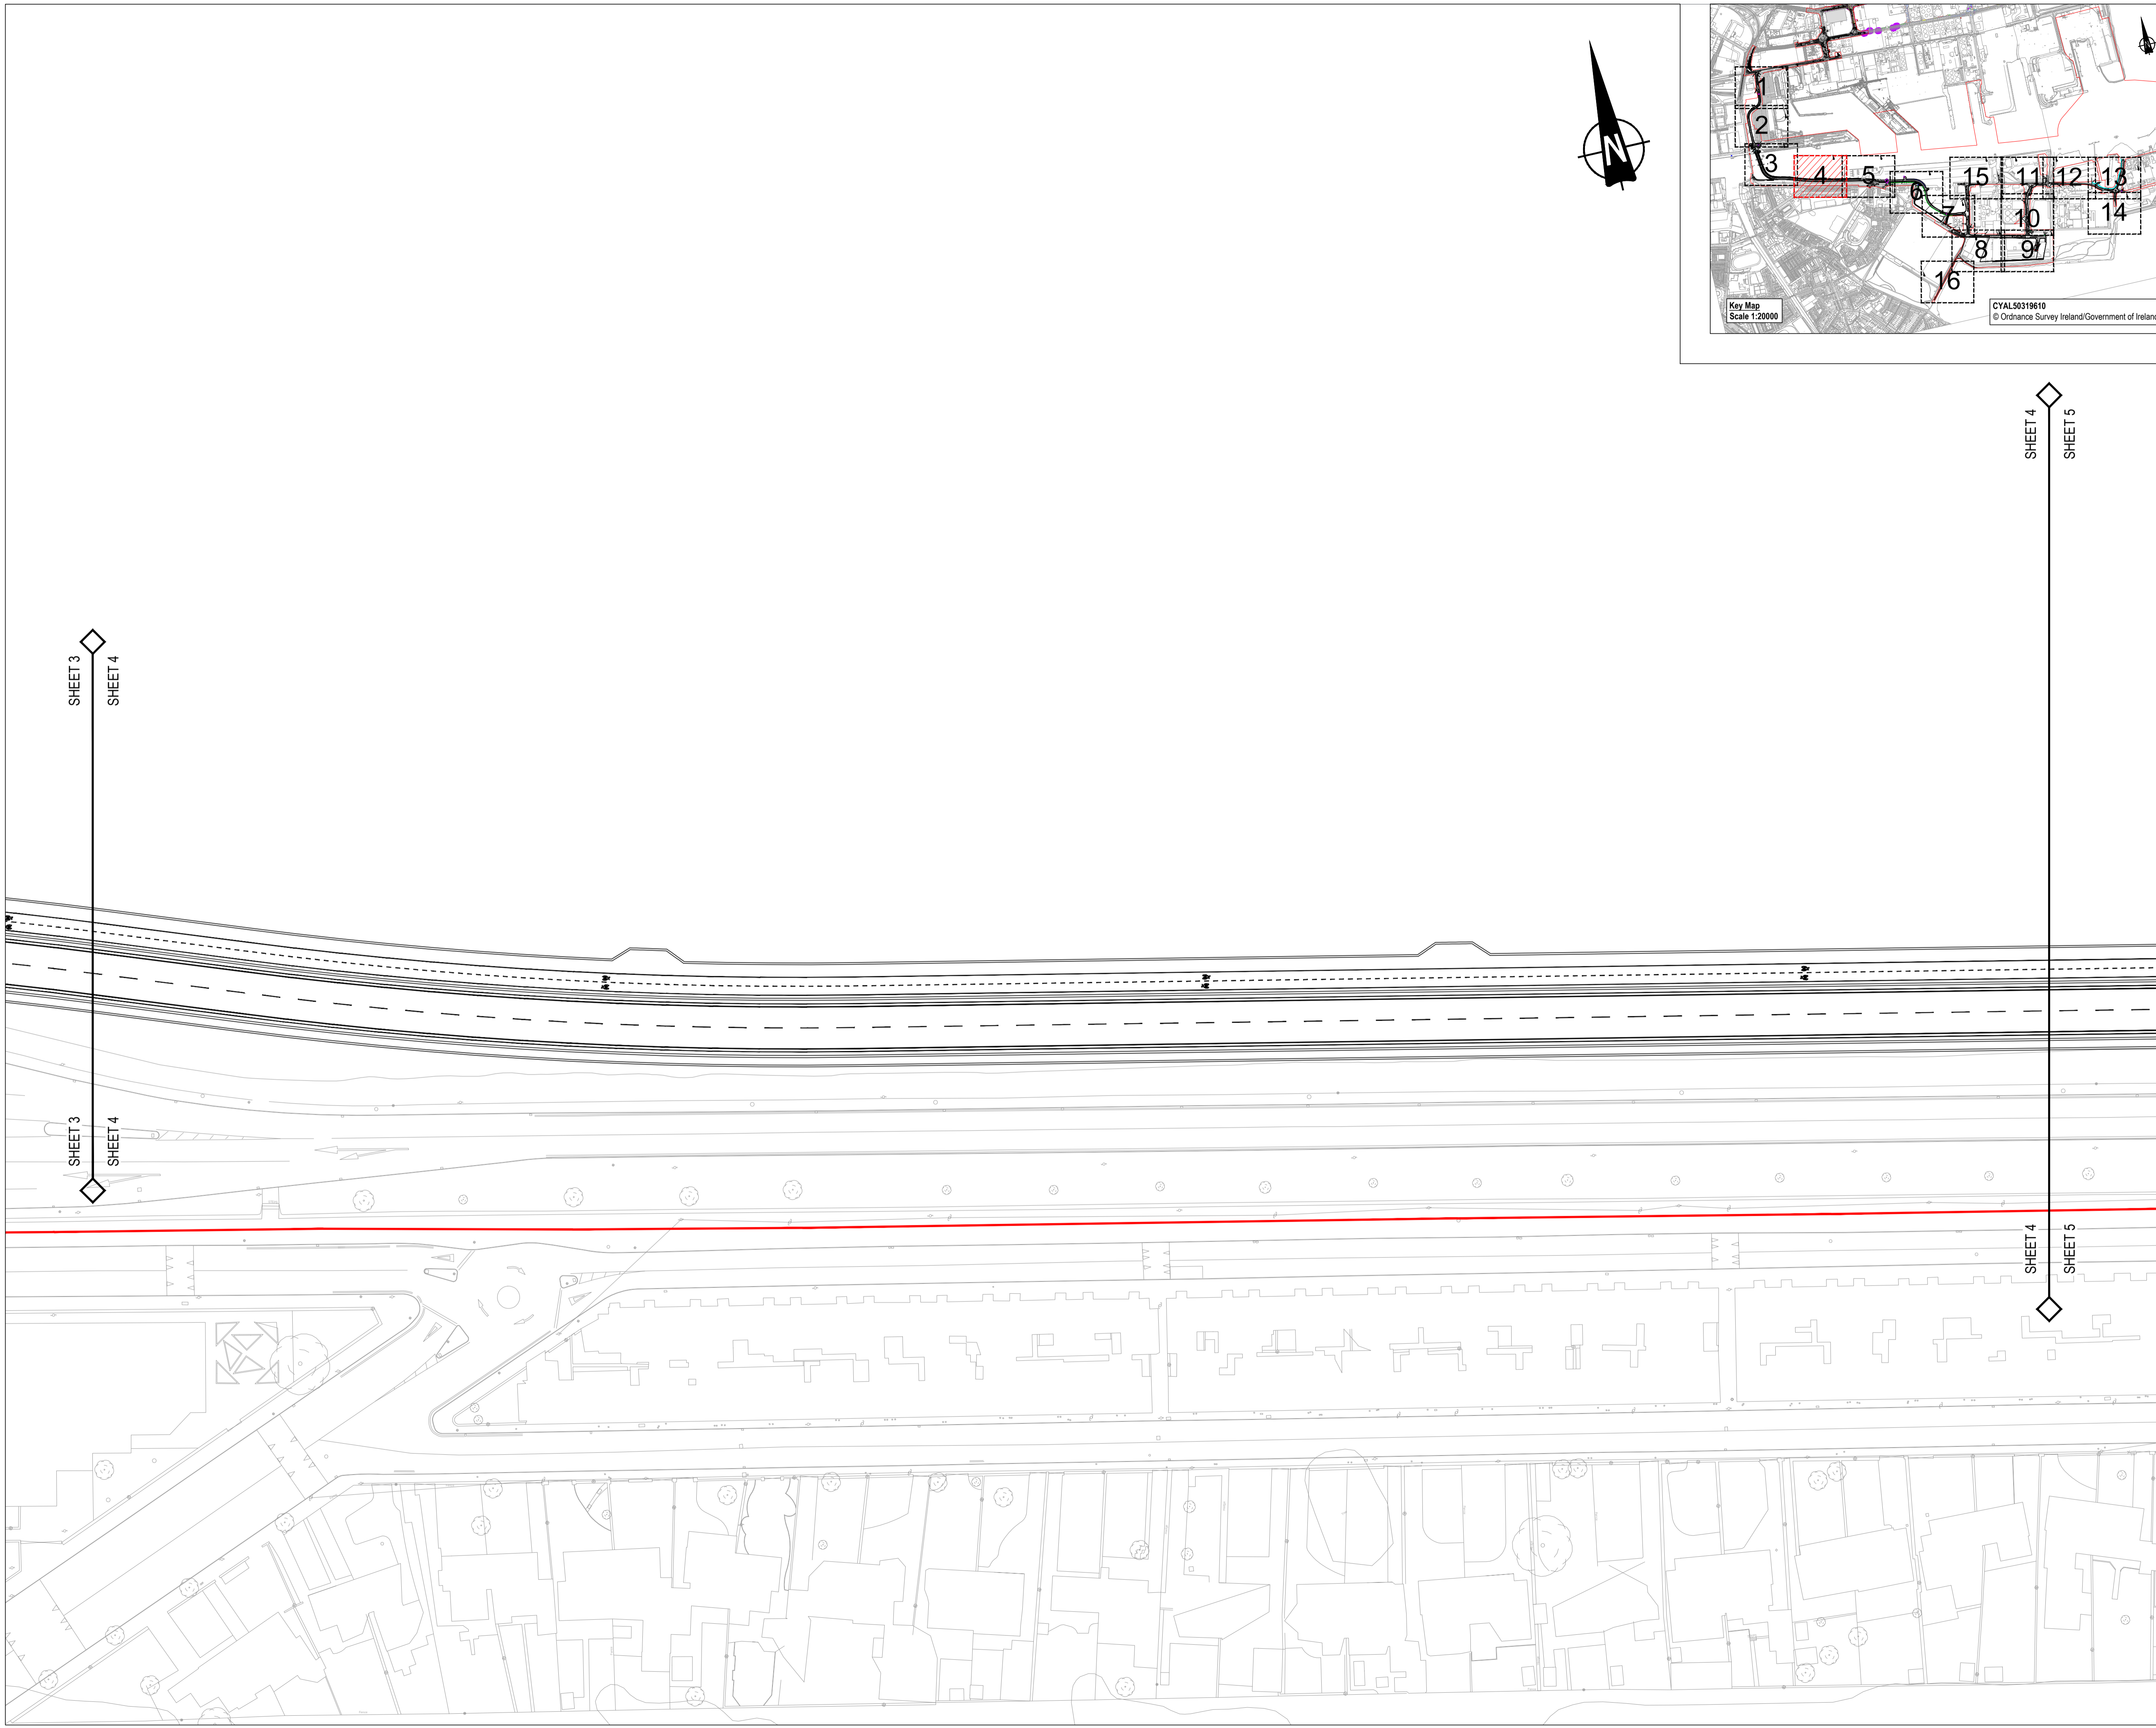 N
1
2
3
4
5
6
7
8
9
10
11
12
13
14
15
16
Key Map
Scale 1:20000
CYAL50319610
© Ordnance Survey Ireland/Government of Ireland
SHEET 4
SHEET 5
SHEET 3
SHEET 4
SHEET 3
SHEET 4
SHEET 4
SHEET 5